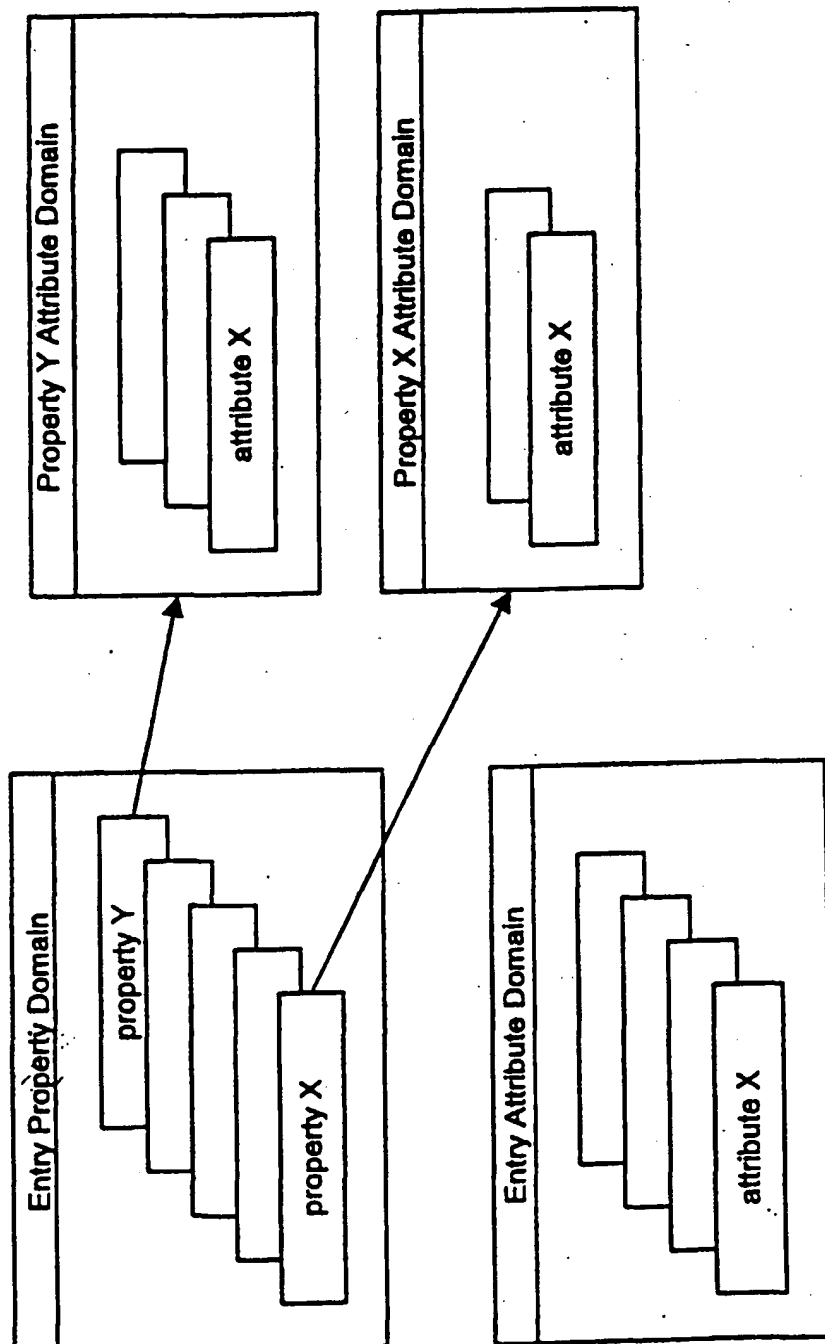 Entry Property Domain
property Y
property X
Property Y Attribute Domain
attribute X
Entry Attribute Domain
attribute X
Property X Attribute Domain
attribute X